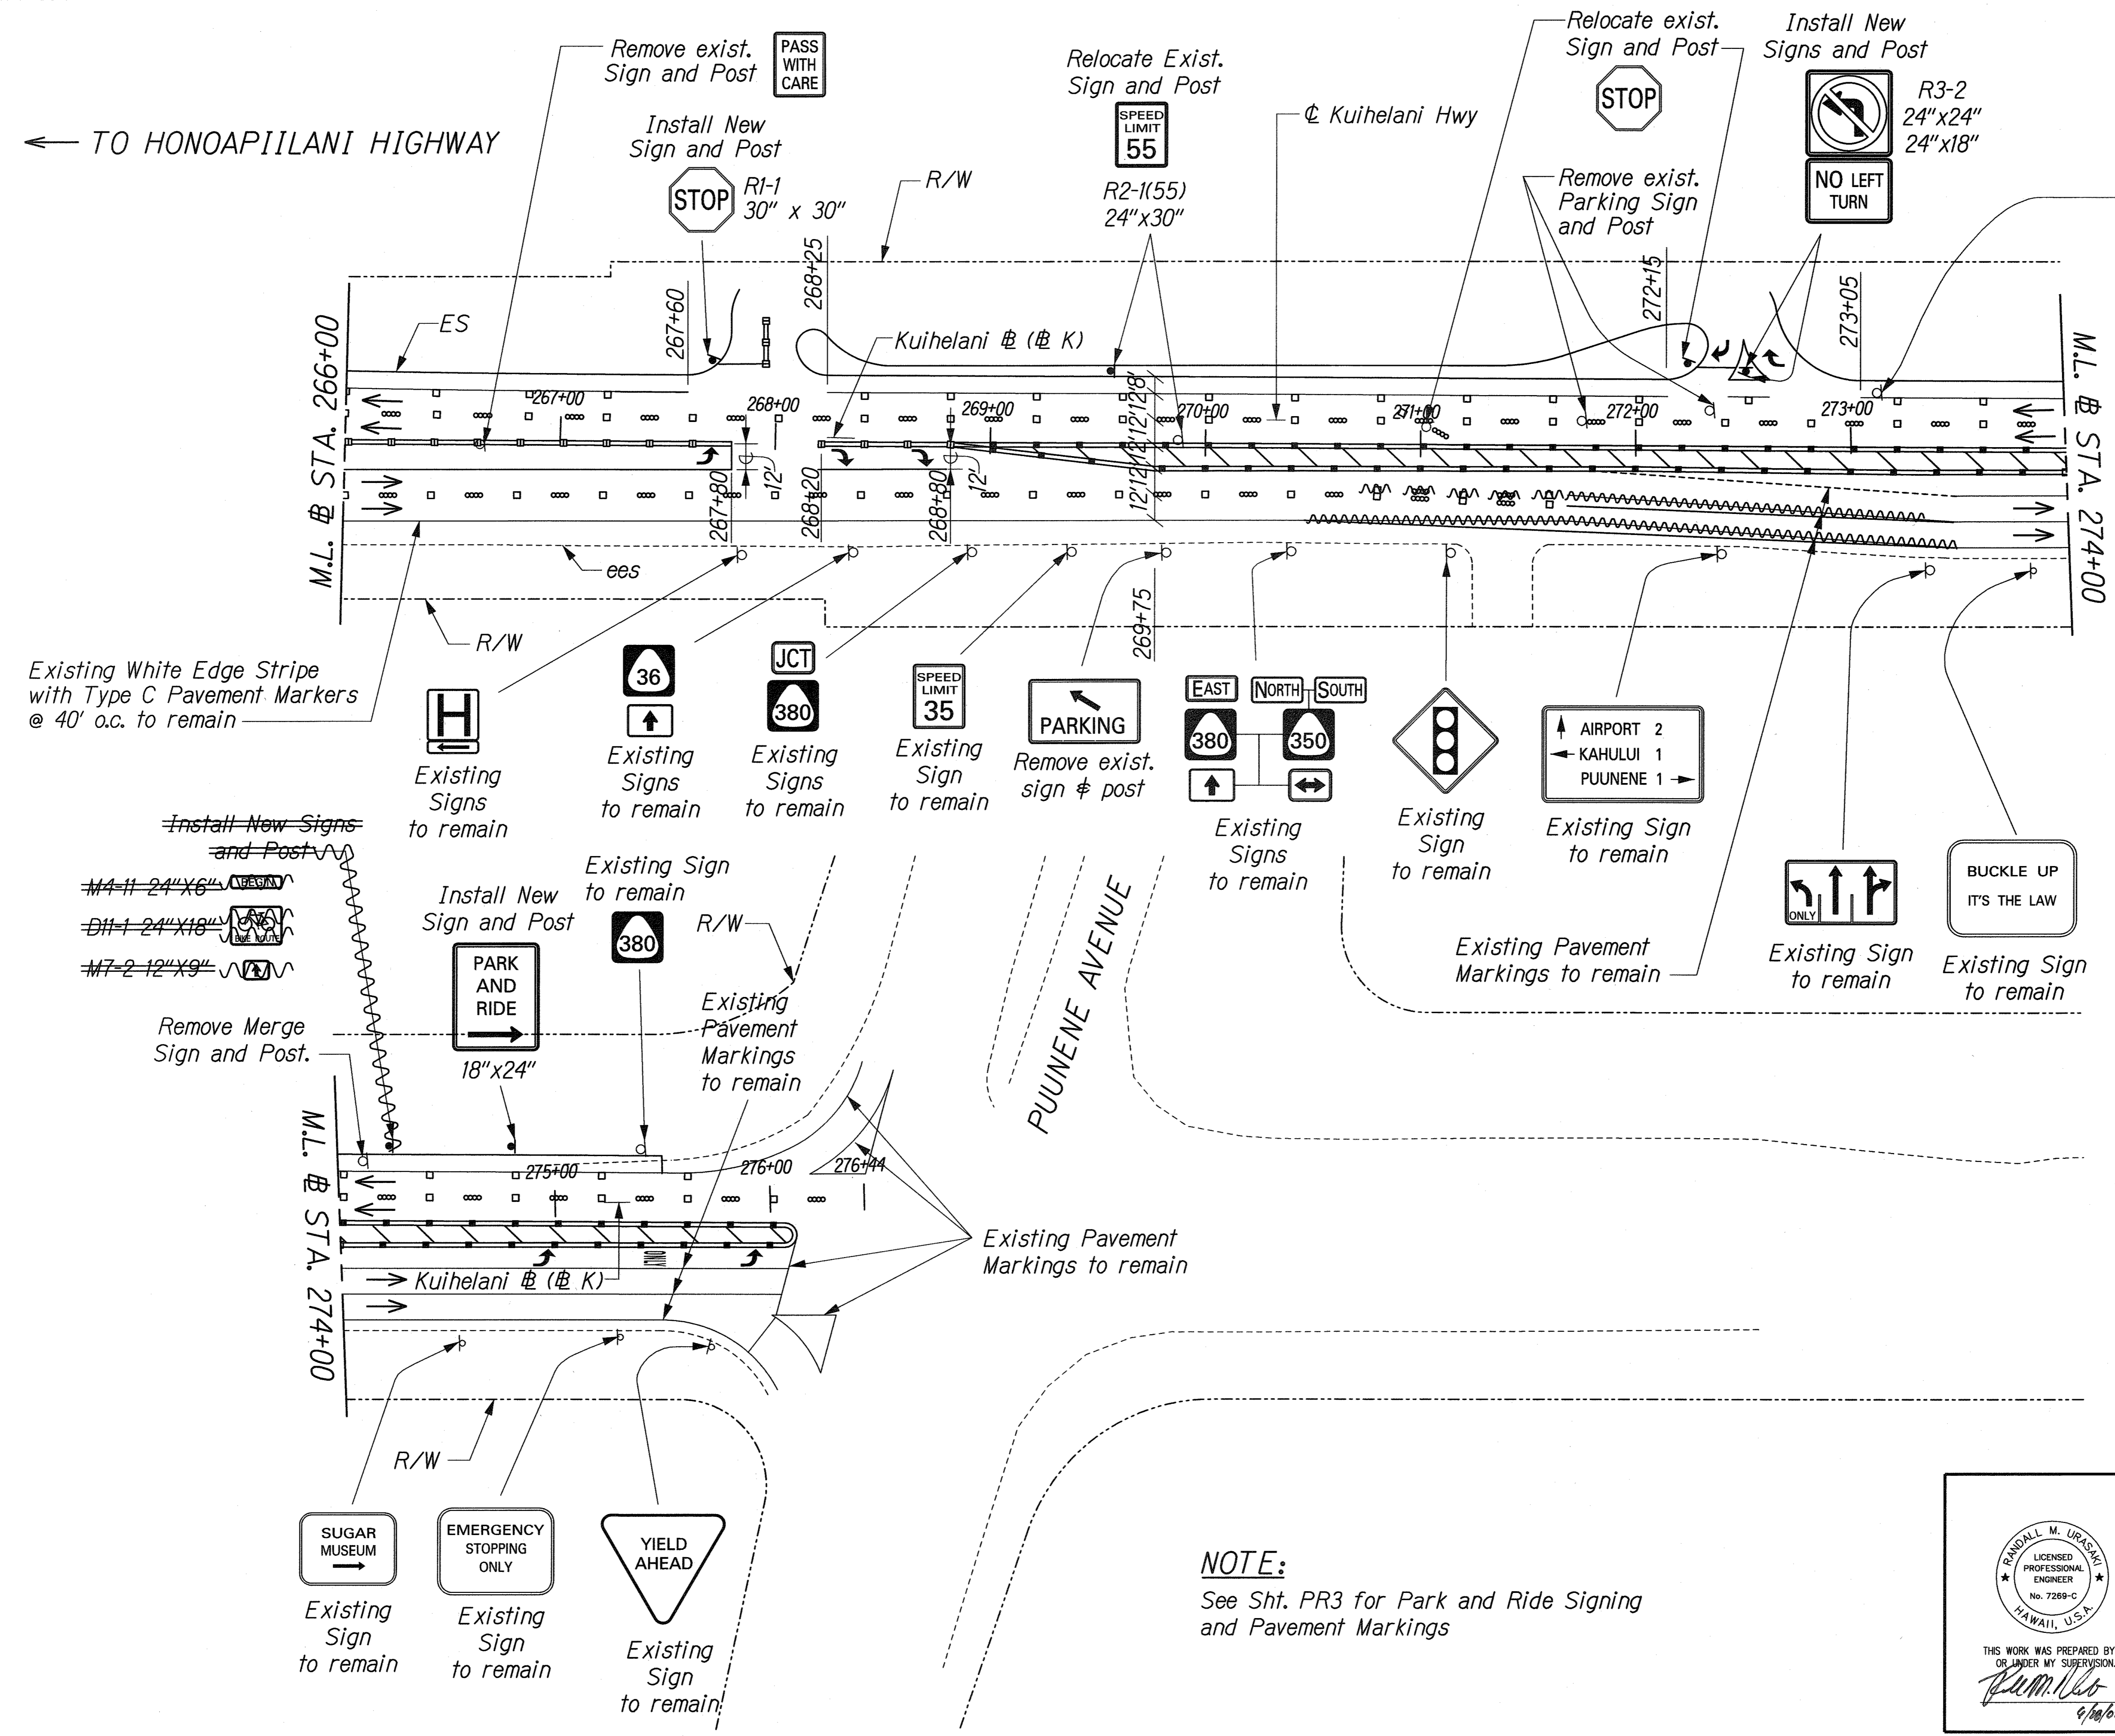 Remove exist.
Sign and Post
PASS
WITH
CARE
Relocate Exist.
Sign and Post
SPEED
LIMIT
55
R2-1(55)
24"x30"
℄ Kuihelani Hwy
Relocate exist.
Sign and Post
STOP
Install New
Signs and Post
R3-2
24"x24"
24"x18"
NO LEFT
TURN
← TO HONOAPIILANI HIGHWAY
Install New
Sign and Post
STOP
R1-1
30" x 30"
R/W
Remove exist.
Parking Sign
and Post
267+60
268+25
272+15
273+05
ES
Kuihelani ⅊ (⅊ K)
M.L. ⅊ STA. 266+00
M.L. ⅊ STA. 274+00
267+00
268+00
269+00
270+00
271+00
272+00
273+00
12'12'12'12'12'12'8'
267+80
12'
268+20
268+80
12'
269+75
ees
R/W
Existing White Edge Stripe
with Type C Pavement Markers
@ 40' o.c. to remain
H
Existing
Signs
to remain
36
Existing
Signs
to remain
JCT
380
Existing
Signs
to remain
SPEED
LIMIT
35
Existing
Sign
to remain
PARKING
Remove exist.
sign & post
EAST
NORTH
SOUTH
380
350
Existing
Signs
to remain
Existing
Sign
to remain
AIRPORT 2
KAHULUI 1
PUUNENE 1
Existing Sign
to remain
ONLY
Existing Sign
to remain
BUCKLE UP
IT'S THE LAW
Existing Sign
to remain
Existing Pavement
Markings to remain
Install New Signs
and Post
M4-11 24"X6"
BEGIN
D11-1 24"X18"
BIKE ROUTE
M7-2 12"X9"
Remove Merge
Sign and Post.
Install New
Sign and Post
PARK
AND
RIDE
18"x24"
Existing Sign
to remain
380
R/W
Existing
Pavement
Markings
to remain
PUUNENE AVENUE
M.L. ⅊ STA. 274+00
275+00
276+00
276+44
ONLY
Kuihelani ⅊ (⅊ K)
Existing Pavement
Markings to remain
R/W
SUGAR
MUSEUM
Existing
Sign
to remain
EMERGENCY
STOPPING
ONLY
Existing
Sign
to remain
YIELD
AHEAD
Existing
Sign
to remain
NOTE:
See Sht. PR3 for Park and Ride Signing
and Pavement Markings
RANDALL M. URASAKI
LICENSED
PROFESSIONAL
ENGINEER
No. 7269-C
HAWAII, U.S.A.
THIS WORK WAS PREPARED BY
OR UNDER MY SUPERVISION.